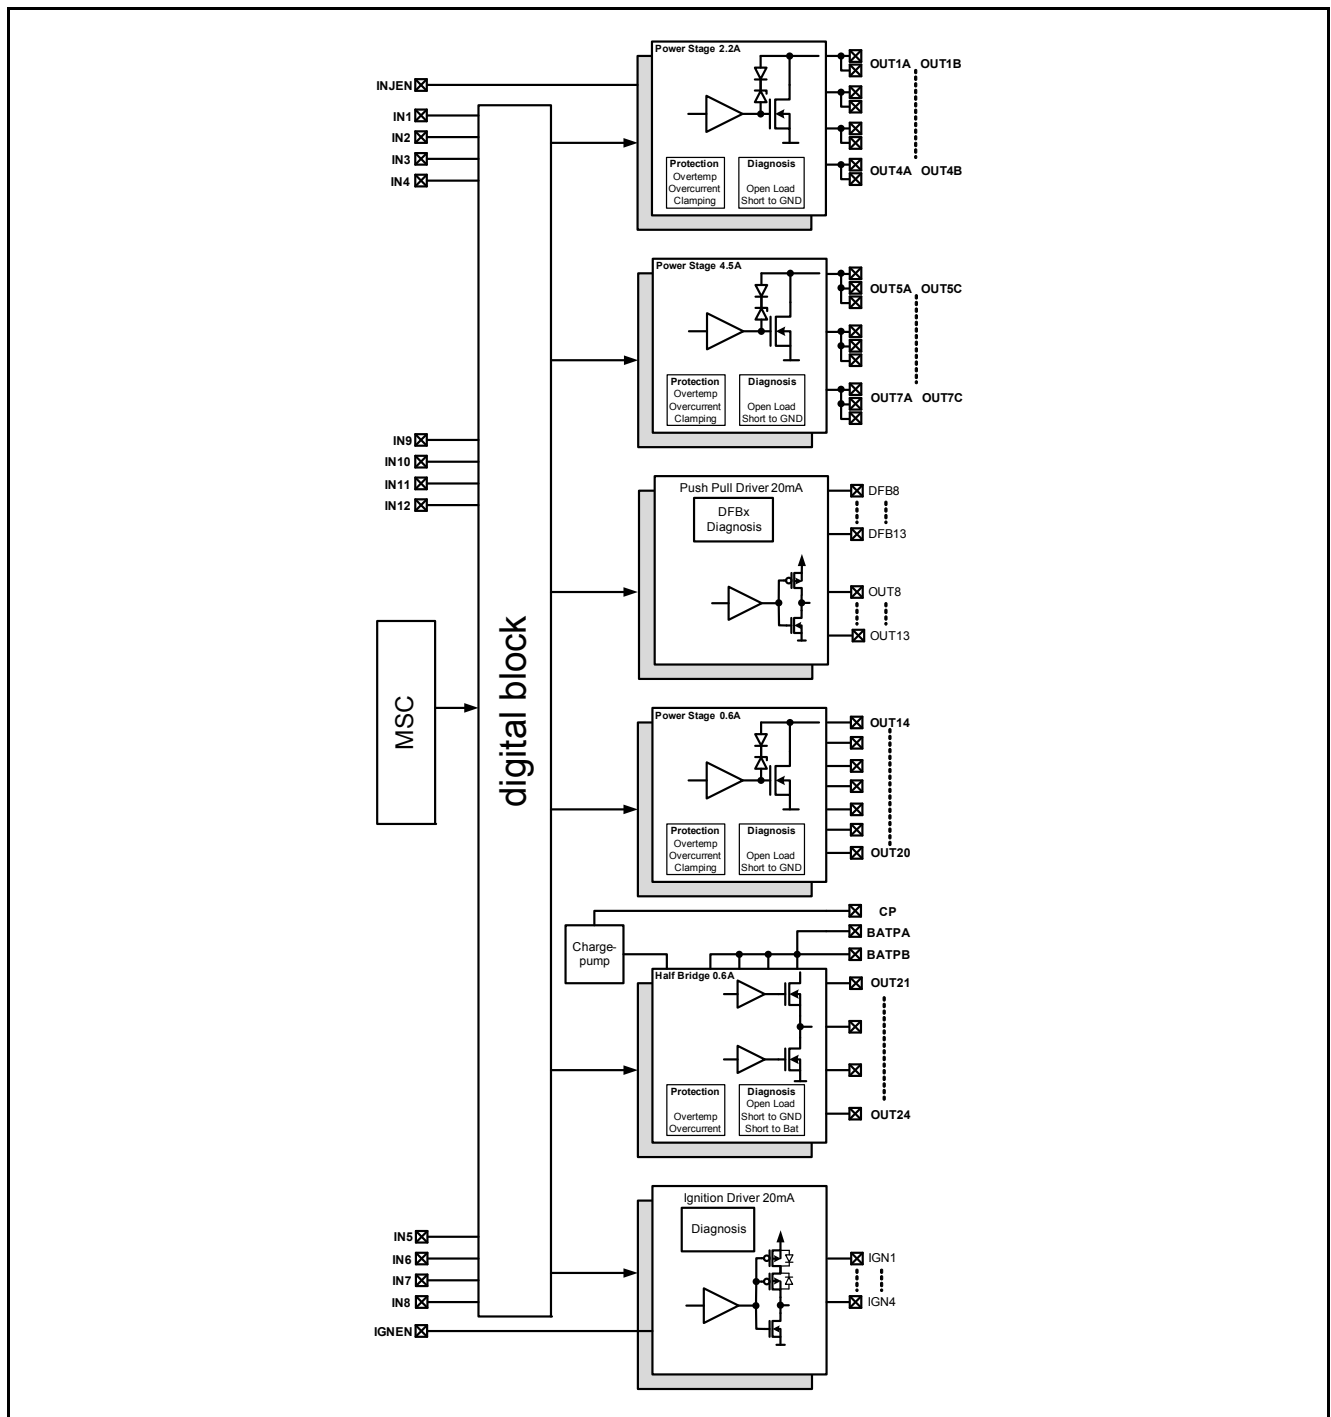 Power Stage 2.2A
OUT1A OUT1B
INJEN
IN1
IN2
IN3
IN4
Protection
Overtemp
Overcurrent
Clamping
Diagnosis
Open Load
Short to GND
OUT4A OUT4B
Power Stage 4.5A
OUT5A OUT5C
Protection
Overtemp
Overcurrent
Clamping
Diagnosis
Open Load
Short to GND
OUT7A OUT7C
IN9
IN10
IN11
IN12
Push Pull Driver 20mA
DFBx
Diagnosis
DFB8
DFB13
OUT8
OUT13
MSC
digital block
Power Stage 0.6A
OUT14
Protection
Overtemp
Overcurrent
Clamping
Diagnosis
Open Load
Short to GND
OUT20
CP
BATPA
BATPB
Charge-
pump
Half Bridge 0.6A
OUT21
Protection
Overtemp
Overcurrent
Diagnosis
Open Load
Short to GND
Short to Bat
OUT24
Ignition Driver 20mA
Diagnosis
IN5
IN6
IN7
IN8
IGNEN
IGN1
IGN4